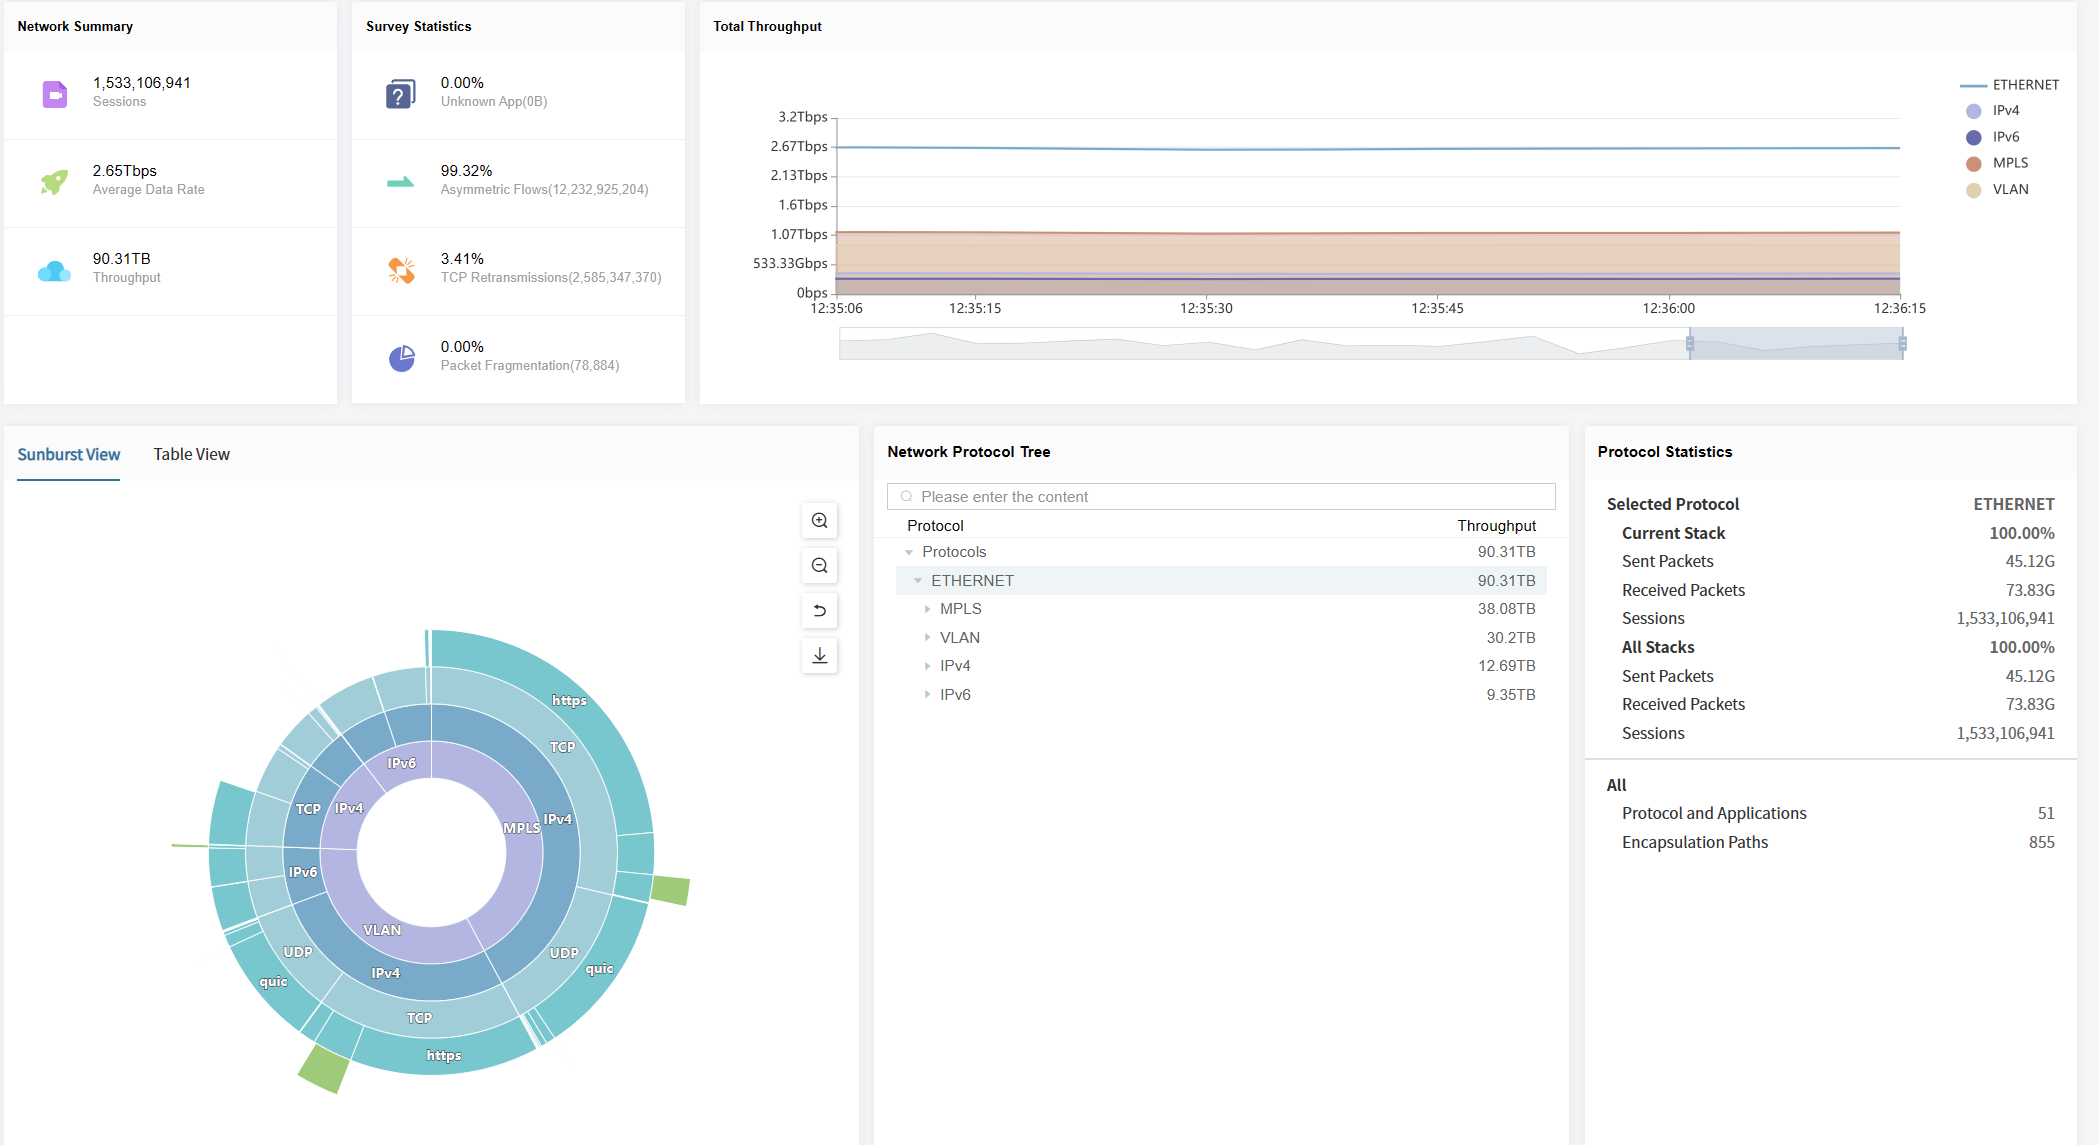 Network Summary
1,533,106,941
Sessions
2.65Tbps
Average Data Rate
90.31TB
Throughput
Survey Statistics
0.00%
Unknown App(0B)
99.32%
Asymmetric Flows(12,232,925,204)
3.41%
TCP Retransmissions(2,585,347,370)
0.00%
Packet Fragmentation(78,884)
Total Throughput
3.2Tbps
2.67Tbps
2.13Tbps
1.6Tbps
1.07Tbps
533.33Gbps
0bps
12:35:06 12:35:15 12:35:30 12:35:45 12:36:00 12:36:15
ETHERNET
IPv4
IPv6
MPLS
VLAN
Sunburst View Table View
https
TCP
IPv6
TCP IPv4
MPLS IPv4
IPv6
VLAN
UDP
UDP
IPv4
quic
quic
TCP
https
Network Protocol Tree
Please enter the content
Protocol Throughput
Protocols 90.31TB
ETHERNET 90.31TB
MPLS 38.08TB
VLAN 30.2TB
IPv4 12.69TB
IPv6 9.35TB
Protocol Statistics
Selected Protocol ETHERNET
Current Stack 100.00%
Sent Packets 45.12G
Received Packets 73.83G
Sessions 1,533,106,941
All Stacks 100.00%
Sent Packets 45.12G
Received Packets 73.83G
Sessions 1,533,106,941
All
Protocol and Applications 51
Encapsulation Paths 855